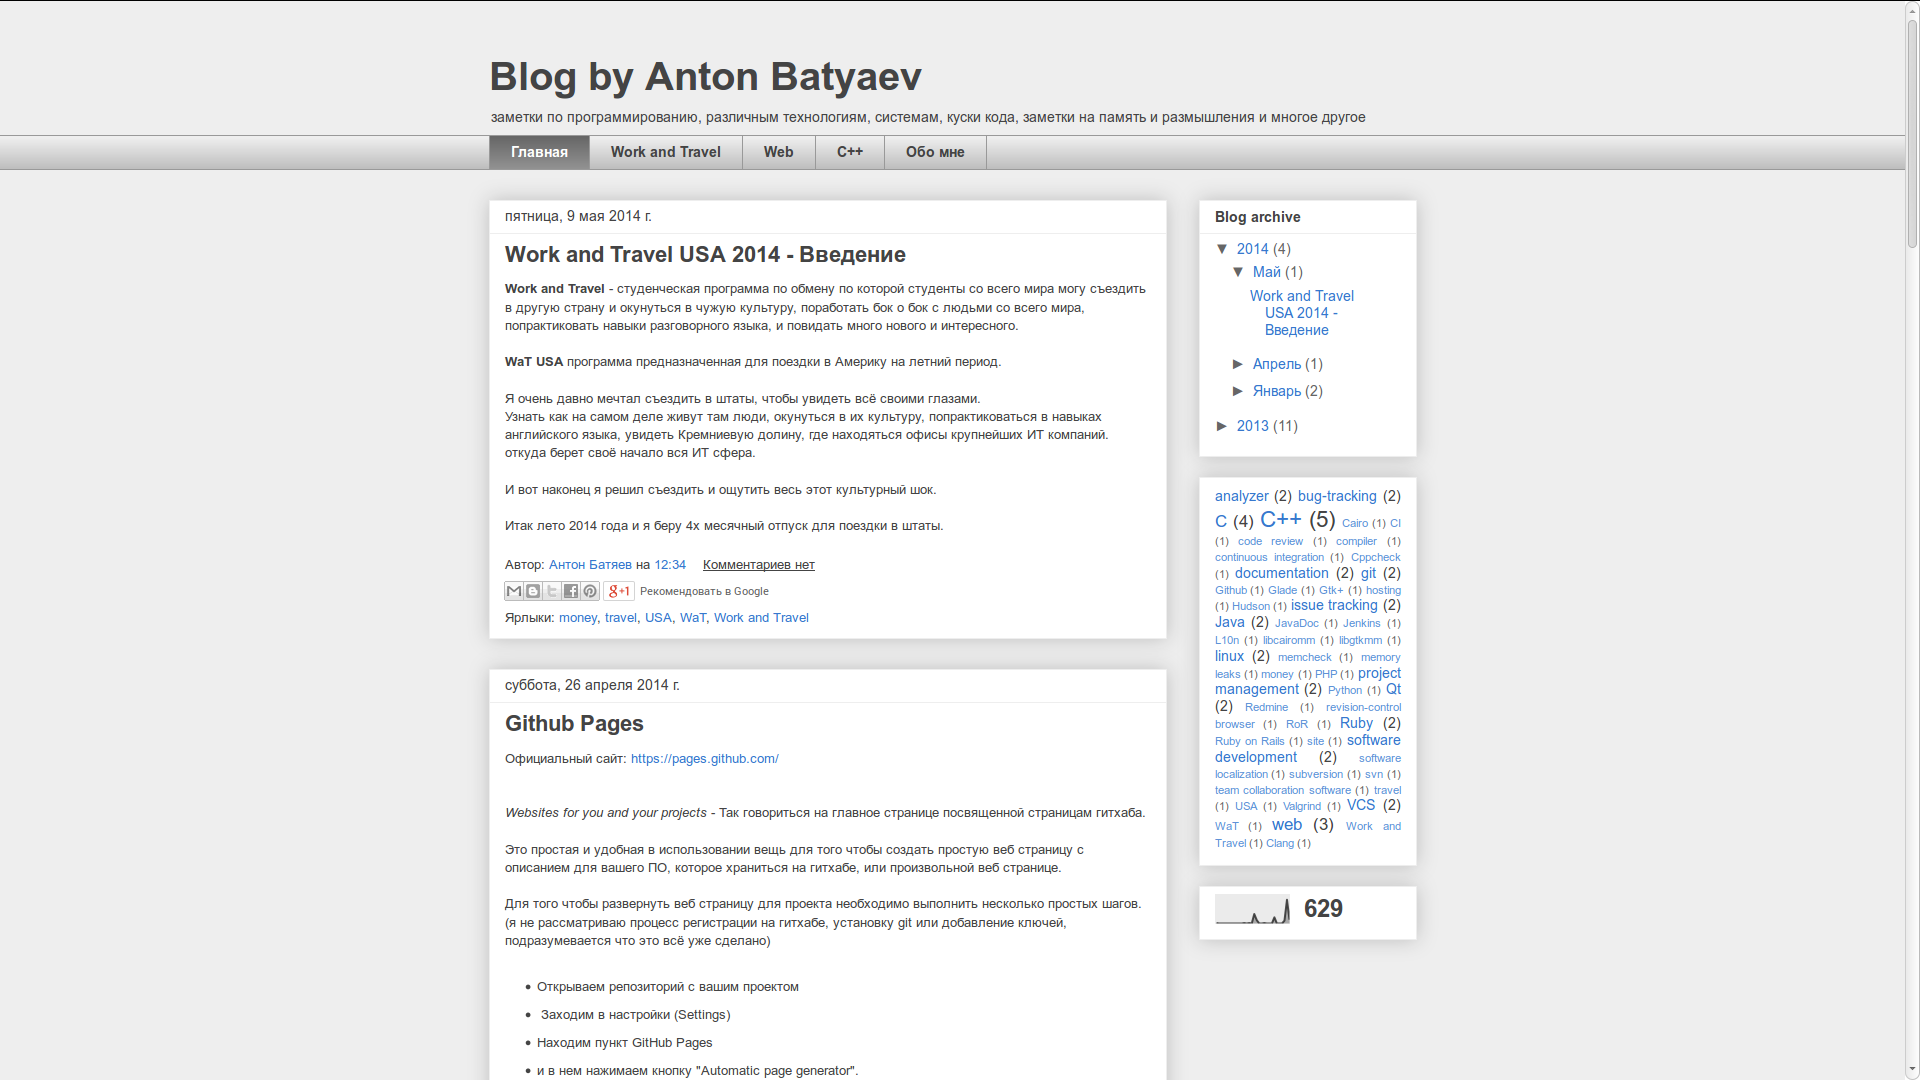 Blog by Anton Batyaev
заметки по программированию, различным технологиям, системам, куски кода, заметки на память и размышления и многое другое
Главная Work and Travel Web C++ Обо мне
пятница, 9 мая 2014 г.
Work and Travel USA 2014 - Введение
Work and Travel - студенческая программа по обмену по которой студенты со всего мира могу съездить
в другую страну и окунуться в чужую культуру, поработать бок о бок с людьми со всего мира,
попрактиковать навыки разговорного языка, и повидать много нового и интересного.
WaT USA программа предназначенная для поездки в Америку на летний период.
Я очень давно мечтал съездить в штаты, чтобы увидеть всё своими глазами.
Узнать как на самом деле живут там люди, окунуться в их культуру, попрактиковаться в навыках
английского языка, увидеть Кремниевую долину, где находяться офисы крупнейших ИТ компаний.
откуда берет своё начало вся ИТ сфера.
И вот наконец я решил съездить и ощутить весь этот культурный шок.
Итак лето 2014 года и я беру 4х месячный отпуск для поездки в штаты.
Автор: Антон Батяев на 12:34 Комментариев нет
g+1 Рекомендовать в Google
Ярлыки: money, travel, USA, WaT, Work and Travel
суббота, 26 апреля 2014 г.
Github Pages
Официальный сайт: https://pages.github.com/
Websites for you and your projects - Так говориться на главное странице посвященной страницам гитхаба.
Это простая и удобная в использовании вещь для того чтобы создать простую веб страницу с
описанием для вашего ПО, которое храниться на гитхабе, или произвольной веб странице.
Для того чтобы развернуть веб страницу для проекта необходимо выполнить несколько простых шагов.
(я не рассматриваю процесс регистрации на гитхабе, установку git или добавление ключей,
подразумевается что это всё уже сделано)
• Открываем репозиторий с вашим проектом
• Заходим в настройки (Settings)
• Находим пункт GitHub Pages
• и в нем нажимаем кнопку "Automatic page generator".
Blog archive
▼ 2014 (4)
▼ Май (1)
Work and Travel
USA 2014 -
Введение
► Апрель (1)
► Январь (2)
► 2013 (11)
analyzer (2) bug-tracking (2)
C (4) C++ (5) Cairo (1) CI
(1) code review (1) compiler (1)
continuous integration (1) Cppcheck
(1) documentation (2) git (2)
Github (1) Glade (1) Gtk+ (1) hosting
(1) Hudson (1) issue tracking (2)
Java (2) JavaDoc (1) Jenkins (1)
L10n (1) libcairomm (1) libgtkmm (1)
linux (2) memcheck (1) memory
leaks (1) money (1) PHP (1) project
management (2) Python (1) Qt
(2) Redmine (1) revision-control
browser (1) RoR (1) Ruby (2)
Ruby on Rails (1) site (1) software
development (2) software
localization (1) subversion (1) svn (1)
team collaboration software (1) travel
(1) USA (1) Valgrind (1) VCS (2)
WaT (1) web (3) Work and
Travel (1) Clang (1)
629